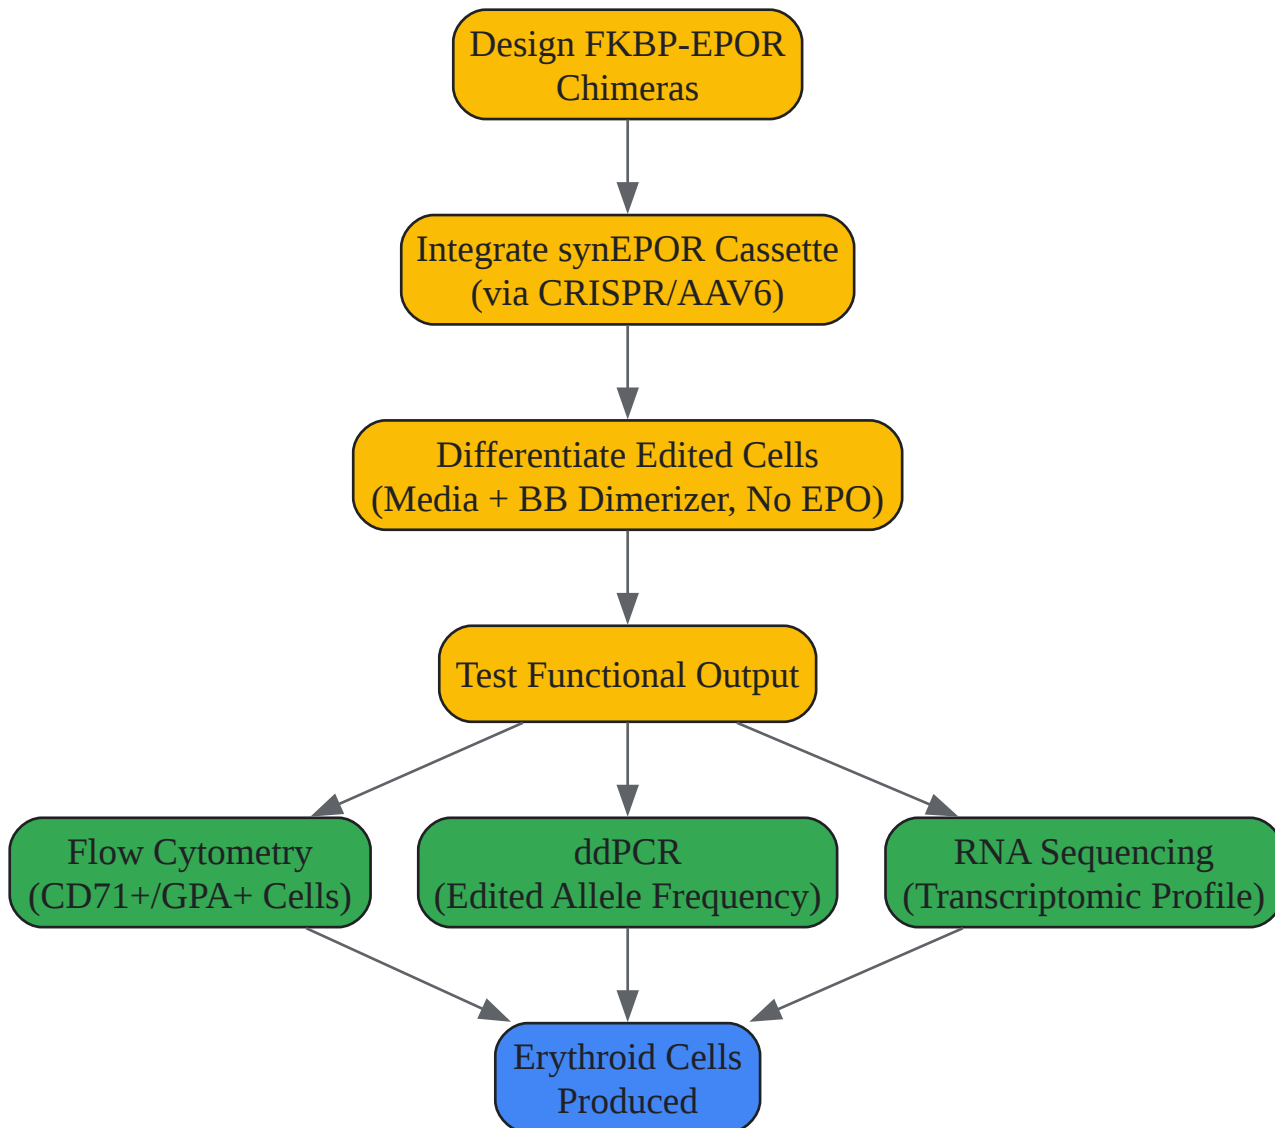 Design FKBP-EPOR
Chimeras
Integrate synEPOR Cassette
(via CRISPR/AAV6)
Differentiate Edited Cells
(Media + BB Dimerizer, No EPO)
Test Functional Output
Flow Cytometry
(CD71+/GPA+ Cells)
ddPCR
(Edited Allele Frequency)
RNA Sequencing
(Transcriptomic Profile)
Erythroid Cells
Produced